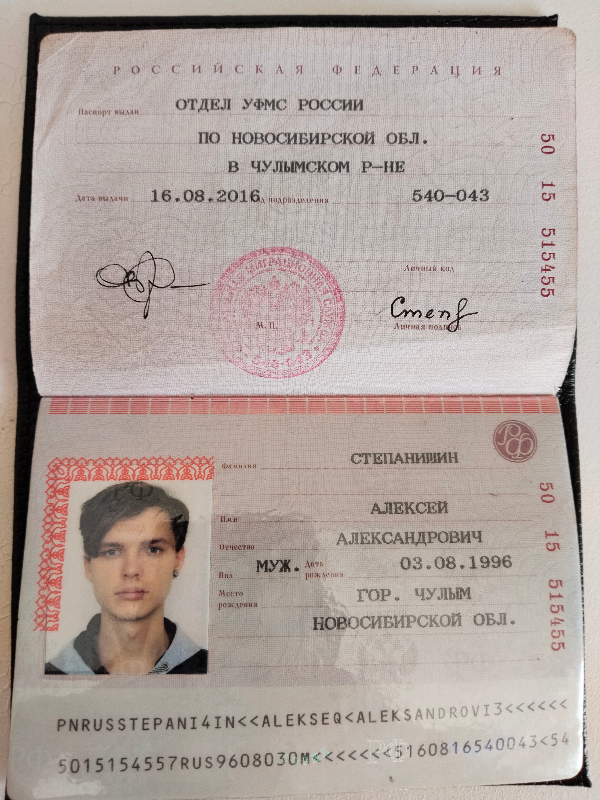 РОССИЙСКАЯ ФЕДЕРАЦИЯ
Паспорт выдан ОТДЕЛ УФМС РОССИИ
ПО НОВОСИБИРСКОЙ ОБЛ.
В ЧУЛЫМСКОМ Р-НЕ
Дата выдачи 16.08.2016 Код подразделения 540-043
50 15 515455
Личный код
М.П.
Степ
Личная подпись
РФ
Фамилия СТЕПАНИШИН
Имя АЛЕКСЕЙ
Отчество АЛЕКСАНДРОВИЧ
Пол МУЖ. Дата рождения 03.08.1996
Место рождения ГОР. ЧУЛЫМ
НОВОСИБИРСКОЙ ОБЛ.
50 15 515455
PNRUSSTEPANI4IN<<ALEKSEQ<ALEKSANDROVI3<<<<<<
5015154557RUS9608030M<<<<<<<5160816540043<54